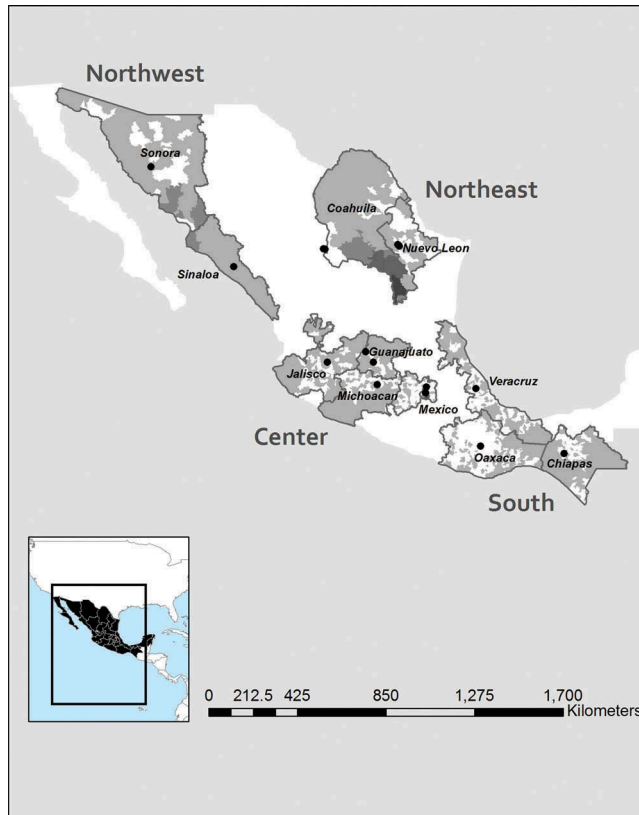 Northwest
Sonora
Northeast
Coahuila
Nuevo Leon
Sinaloa
Guanajuato
Jalisco
Michoacan
Mexico
Veracruz
Center
Oaxaca
Chiapas
South
0 212.5 425 850 1,275 1,700
Kilometers